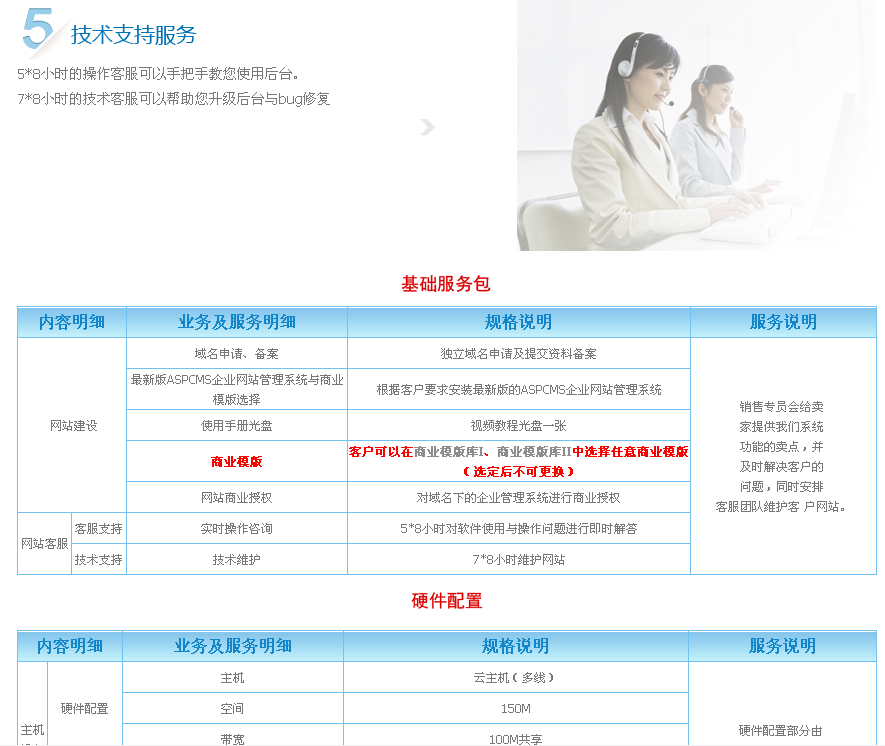 5 技术支持服务
5*8小时的操作客服可以手把手教您使用后台。
7*8小时的技术客服可以帮助您升级后台与bug修复
基础服务包
内容明细 业务及服务明细 规格说明 服务说明
网站建设
域名申请、备案 独立域名申请及提交资料备案
最新版ASPCMS企业网站管理系统与商业
模版选择
根据客户要求安装最新版的ASPCMS企业网站管理系统
使用手册光盘 视频教程光盘一张
商业模版
客户可以在商业模版库I、商业模版库II中选择任意商业模版
（选定后不可更换）
网站商业授权 对域名下的企业管理系统进行商业授权
网站客服
客服支持 实时操作咨询 5*8小时对软件使用与操作问题进行即时解答
技术支持 技术维护 7*8小时维护网站
销售专员会给卖
家提供我们系统
功能的卖点，并
及时解决客户的
问题，同时安排
客服团队维护客 户网站。
硬件配置
内容明细 业务及服务明细 规格说明 服务说明
主机
硬件配置
主机 云主机（多线）
空间 150M
带宽 100M共享
硬件配置部分由